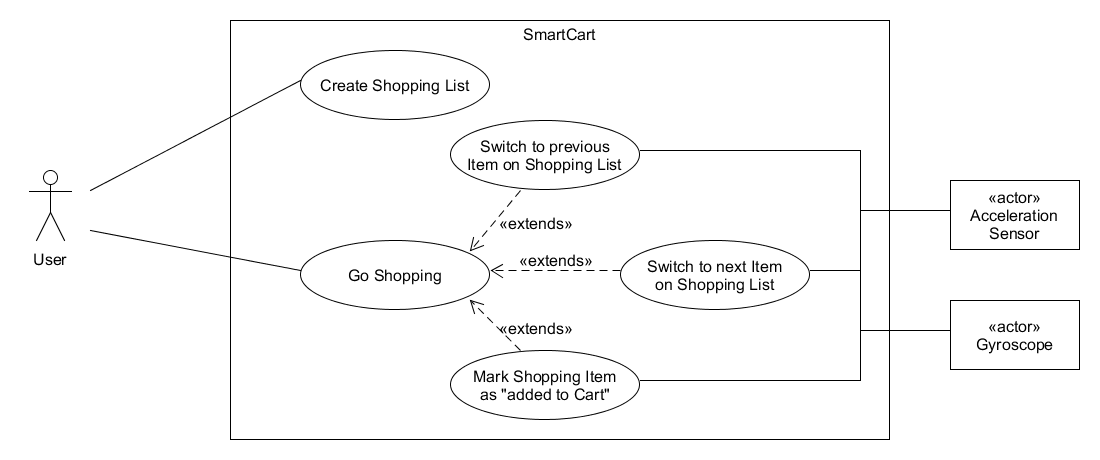 SmartCart
Create Shopping List
Switch to previous
Item on Shopping List
«actor»
Acceleration
Sensor
«extends»
User
Go Shopping
«extends»
Switch to next Item
on Shopping List
«extends»
«actor»
Gyroscope
Mark Shopping Item
as "added to Cart"